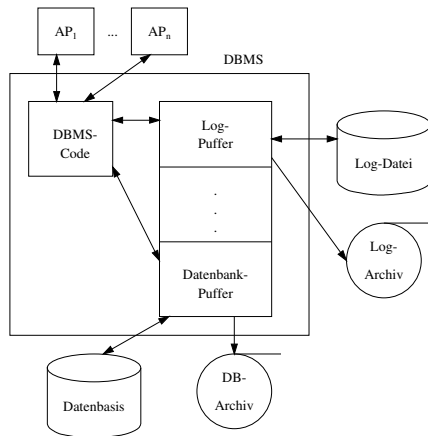 AP1 ... APn
DBMS
DBMS-
Code
Log-
Puffer
Log-Datei
.
.
.
Log-
Archiv
Datenbank-
Puffer
Datenbasis
DB-
Archiv